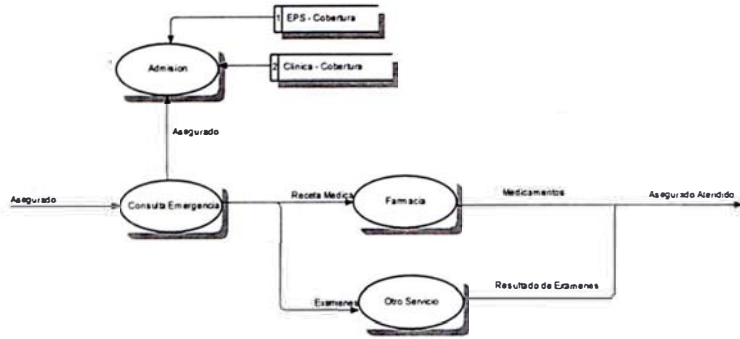 1 EPS - Cobertura
Admision
2 Clinica - Cobertura
Asegurado
Asegurado
Consulta Emergencia
Receta Medica
Farmacia
Medicamentos
Asegurado Atendido
Examenes
Otro Servicio
Resultado de Examenes